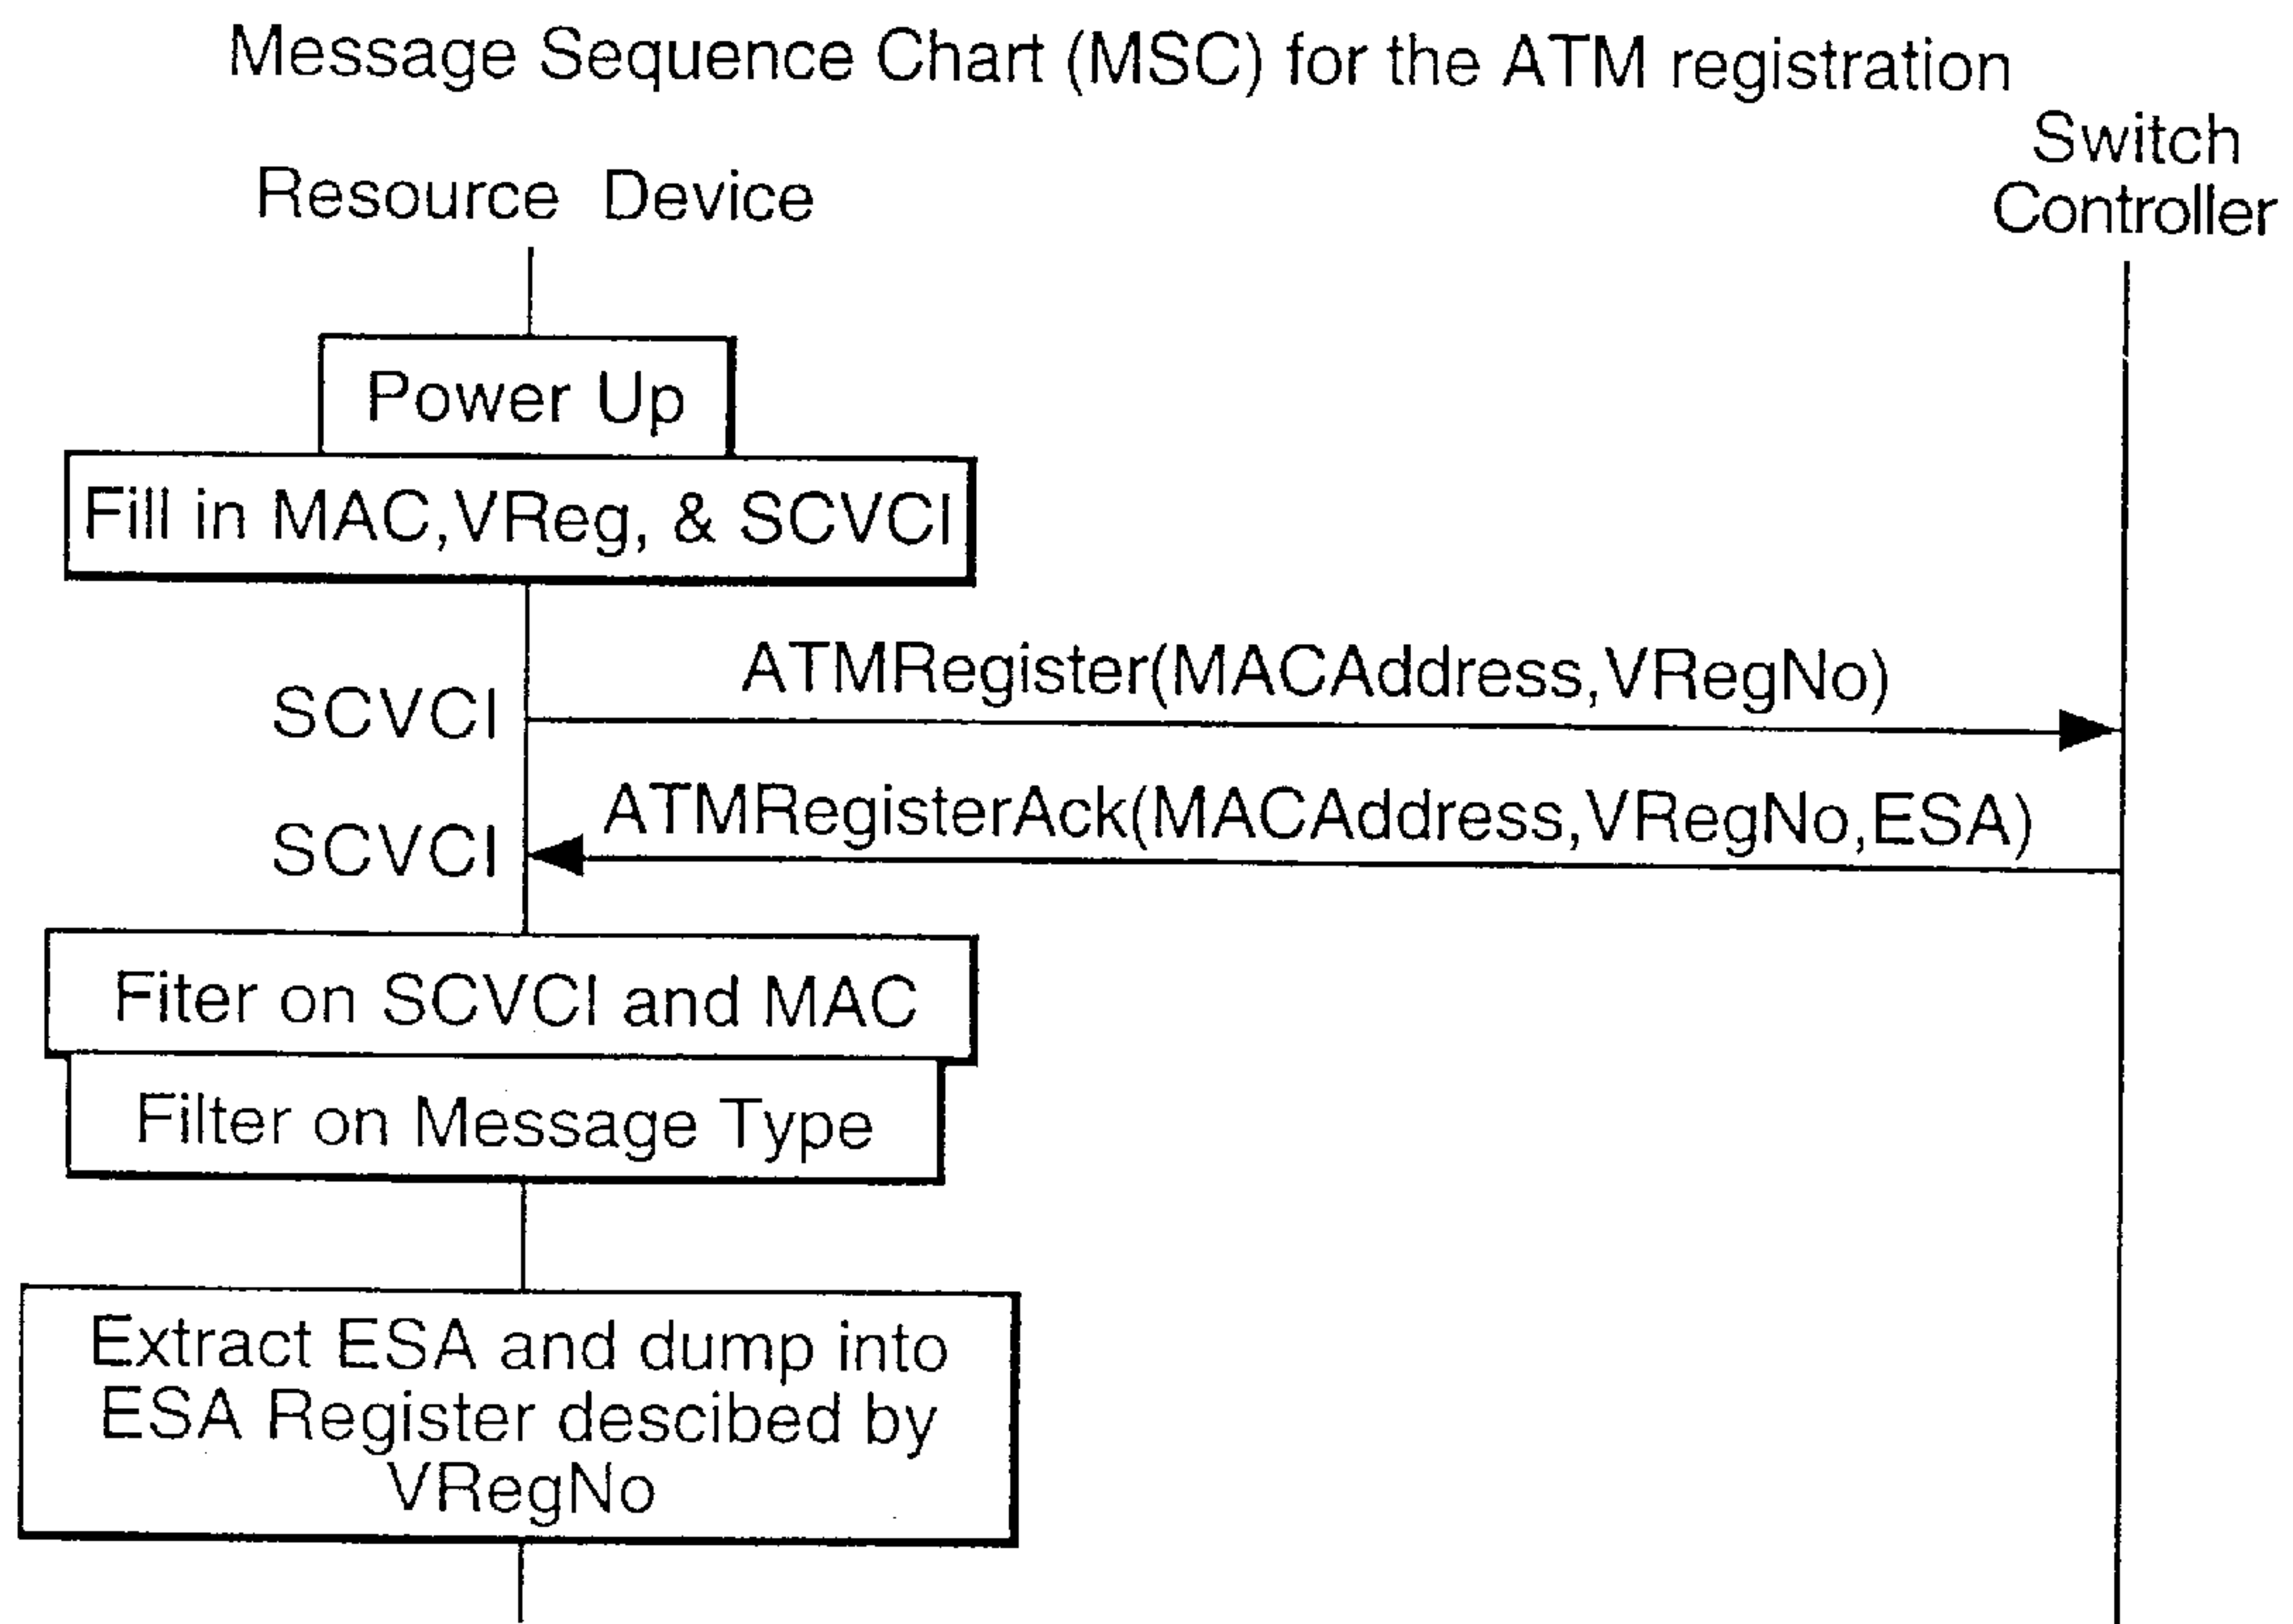 Message Sequence Chart (MSC) for the ATM registration
Resource Device
Switch
Controller
Power Up
Fill in MAC,VReg, & SCVCI
ATMRegister(MACAddress,VRegNo)
SCVCI
ATMRegisterAck(MACAddress,VRegNo,ESA)
SCVCI
Fiter on SCVCI and MAC
Filter on Message Type
Extract ESA and dump into
ESA Register descibed by
VRegNo